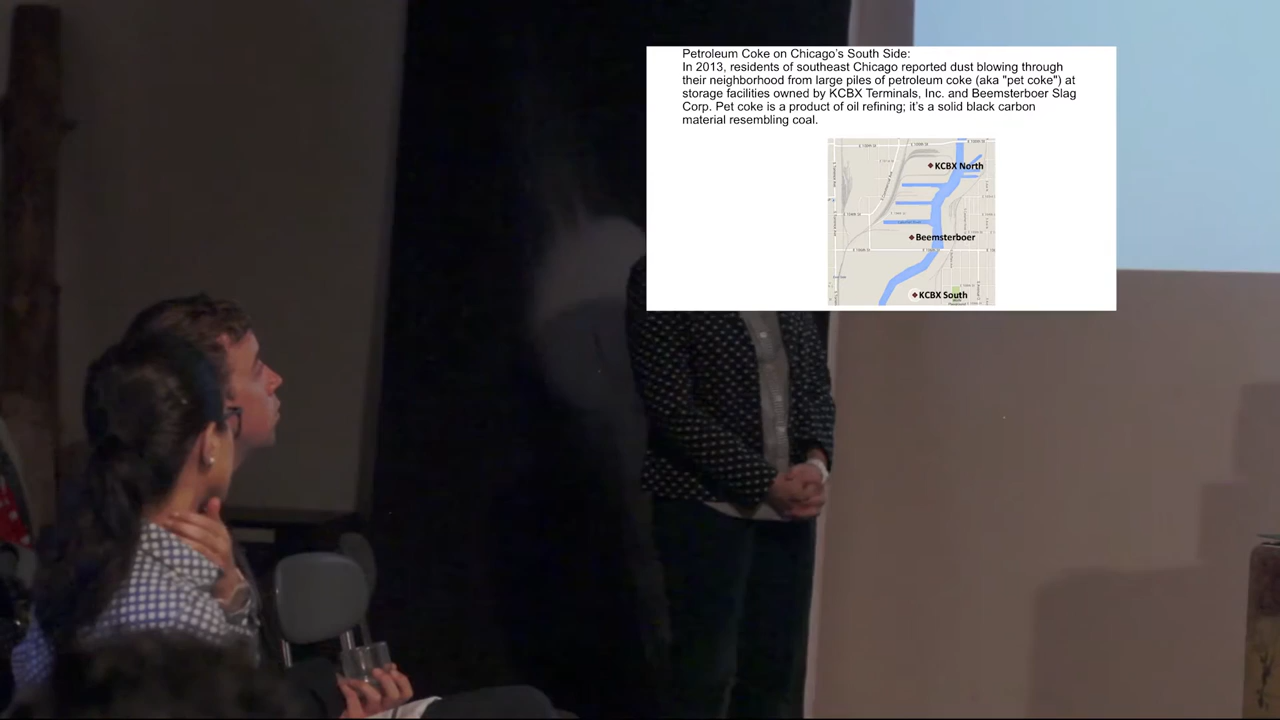 Petroleum Coke on Chicago's South Side:
In 2013, residents of southeast Chicago reported dust blowing through
their neighborhood from large piles of petroleum coke (aka "pet coke") at
storage facilities owned by KCBX Terminals, Inc. and Beemsterboer Slag
Corp. Pet coke is a product of oil refining; it's a solid black carbon
material resembling coal.
KCBX North
Beemsterboer
KCBX South